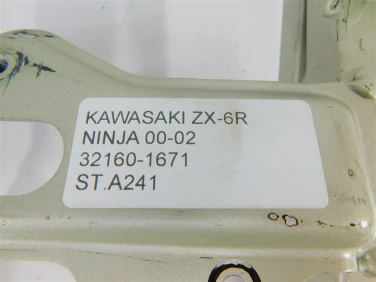 KAWASAKI ZX-6R
NINJA 00-02
32160-1671
ST.A241